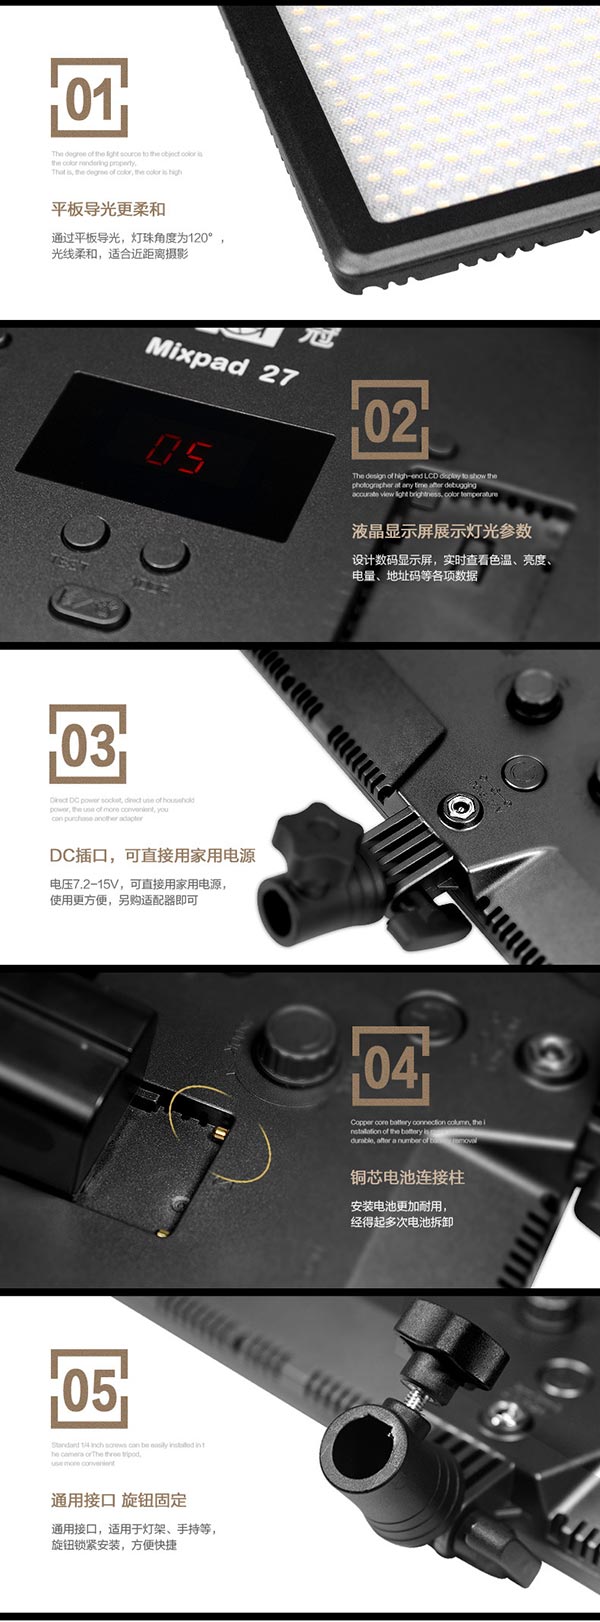 01
The degree of the light source to the object color is
the color rendering property,
That is, the degree of color, the color is high
平板导光更柔和
通过平板导光，灯珠角度为120°，
光线柔和，适合近距离摄影
冠
Mixpad 27
05
TEST
02
The design of high-end LCD display to show the
photographer at any time after debugging
accurate view light brightness, color temperature
液晶显示屏展示灯光参数
设计数码显示屏，实时查看色温、亮度、
电量、地址码等各项数据
03
Direct DC power socket, direct use of household
power, the use of more convenient, you
can purchase another adapter
DC插口，可直接用家用电源
电压7.2-15V，可直接用家用电源，
使用更方便，另购适配器即可
04
Copper core battery connection column, the i
nstallation of the battery is
durable, after a number of battery removal
铜芯电池连接柱
安装电池更加耐用，
经得起多次电池拆卸
05
Standard 1/4 inch screws can be easily installed in t
he camera orThe three tripod,
use more convenient
通用接口 旋钮固定
通用接口，适用于灯架、手持等，
旋钮锁紧安装，方便快捷